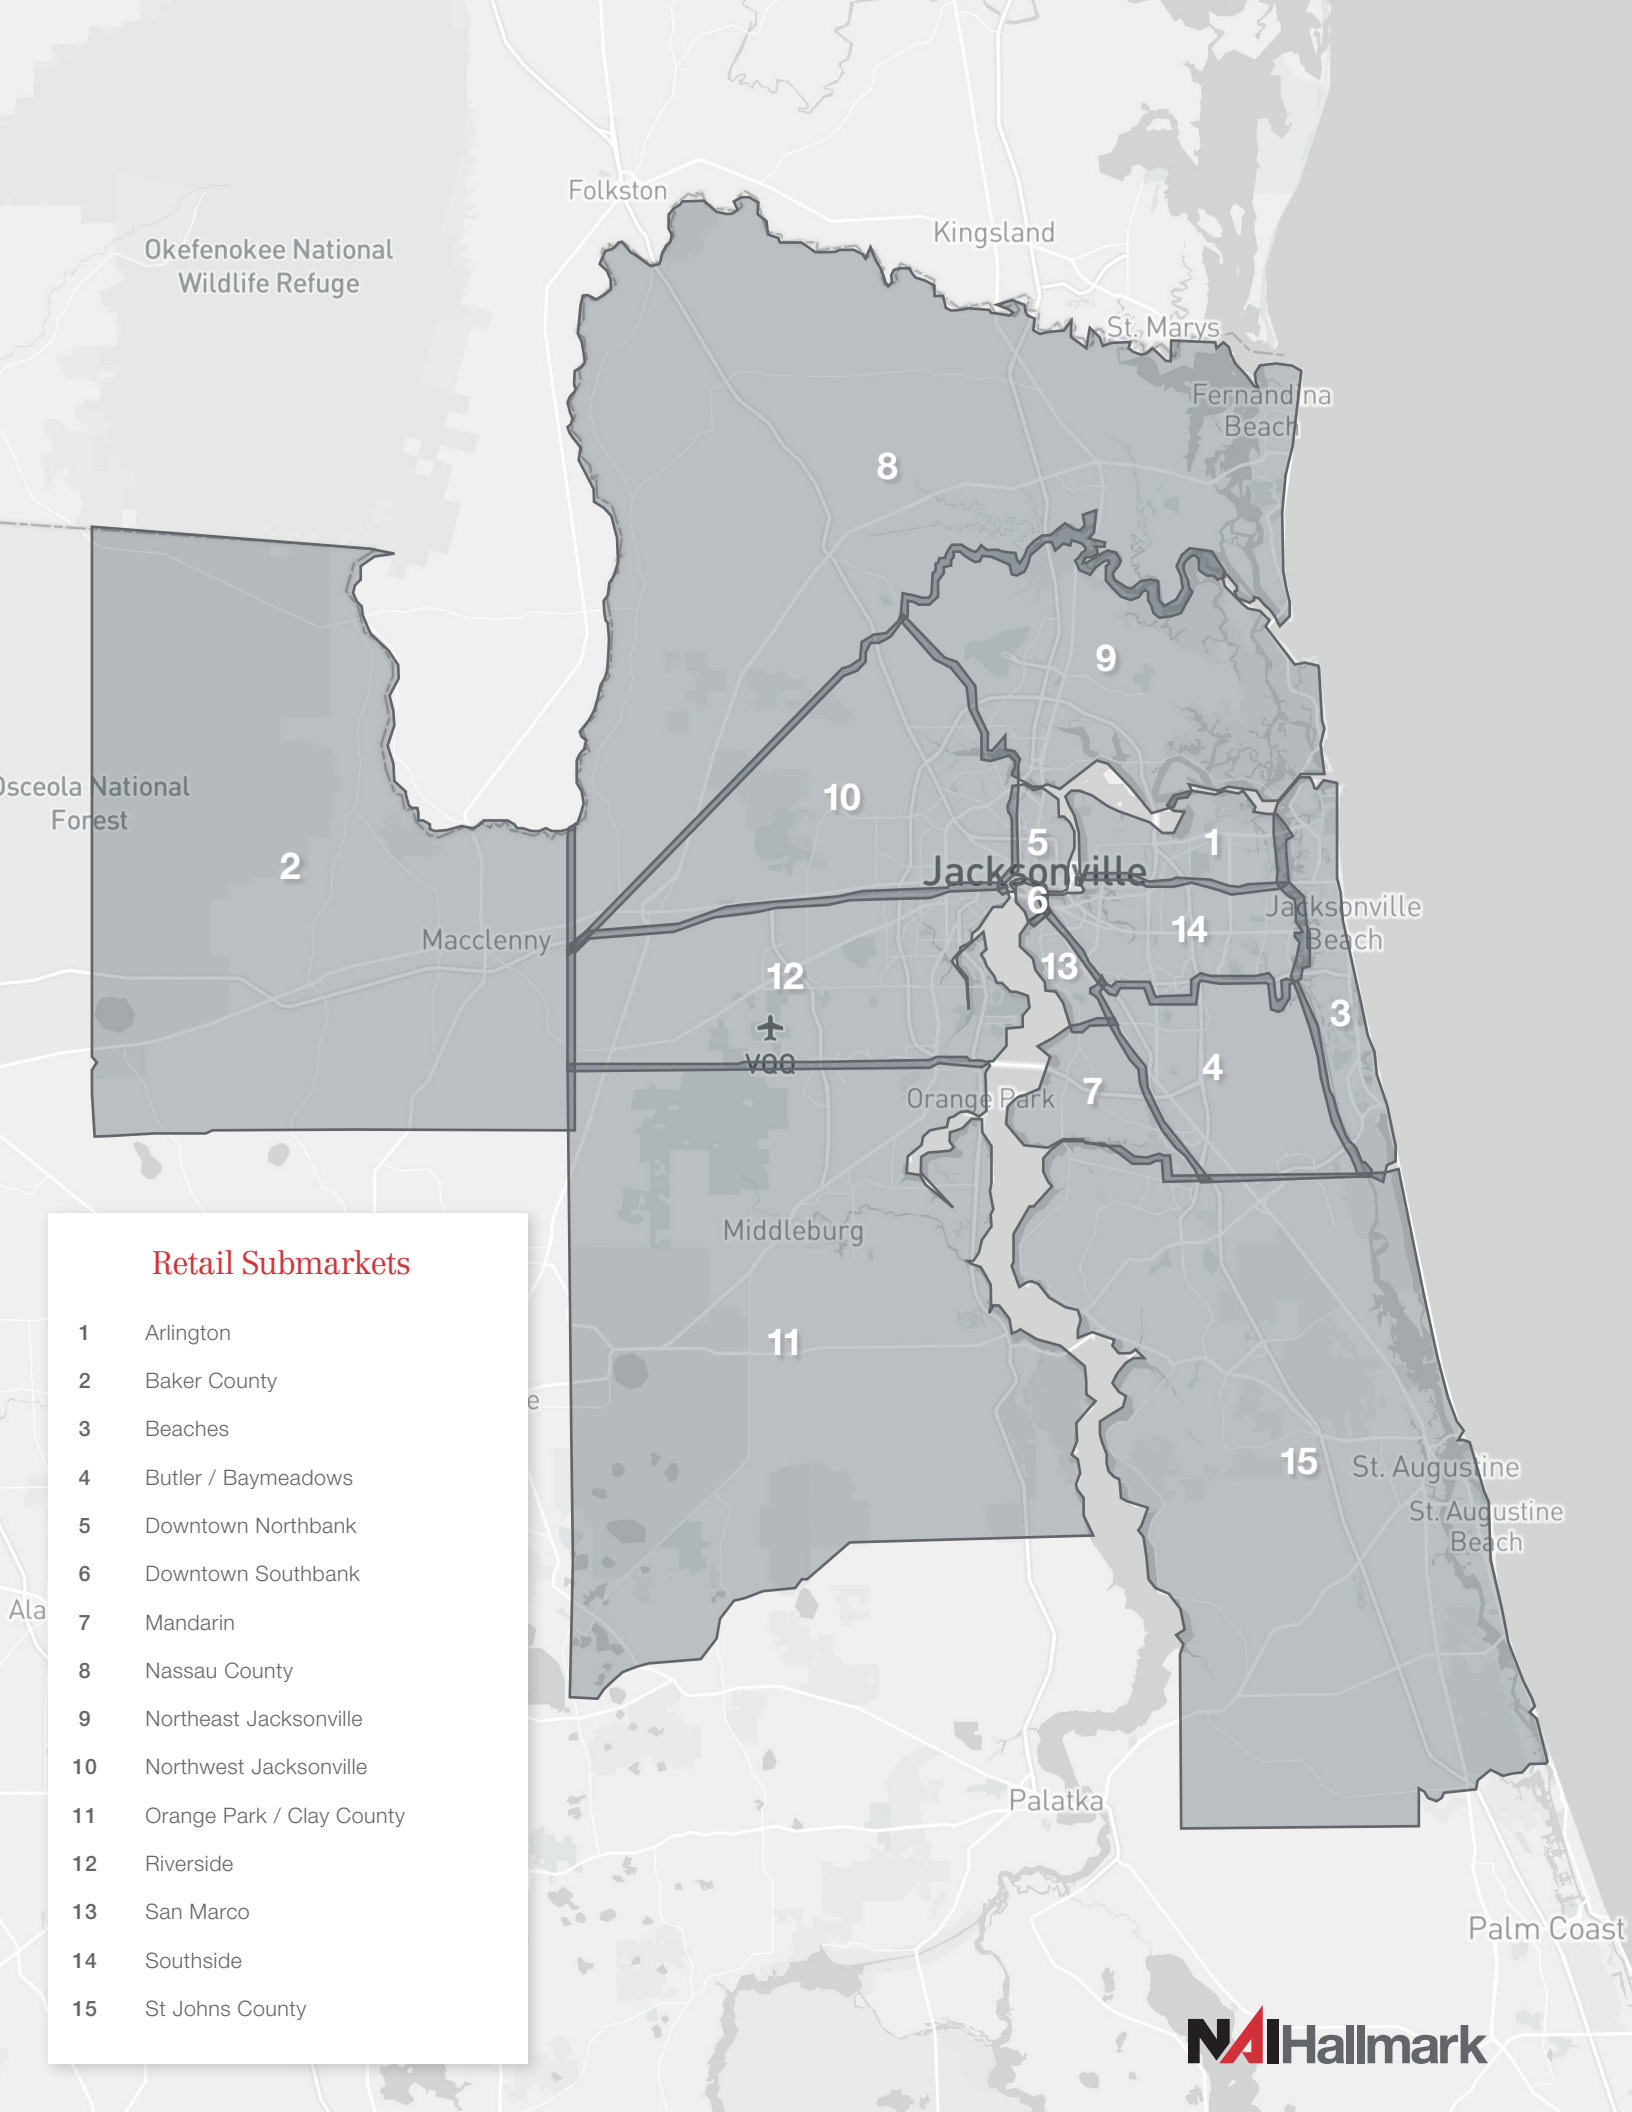 Folkston
Okefenokee National
Wildlife Refuge
Kingsland
St. Marys
Fernandina
Beach
8
9
Osceola National
Forest
10
5
1
2
Jacksonville
6
Jacksonville
Beach
14
Macclenny
13
12
3
VQQ
4
7
Orange Park
Middleburg
11
15
St. Augustine
St. Augustine
Beach
Palatka
Palm Coast
Retail Submarkets
1 Arlington
2 Baker County
3 Beaches
4 Butler / Baymeadows
5 Downtown Northbank
6 Downtown Southbank
7 Mandarin
8 Nassau County
9 Northeast Jacksonville
10 Northwest Jacksonville
11 Orange Park / Clay County
12 Riverside
13 San Marco
14 Southside
15 St Johns County
NAIHallmark